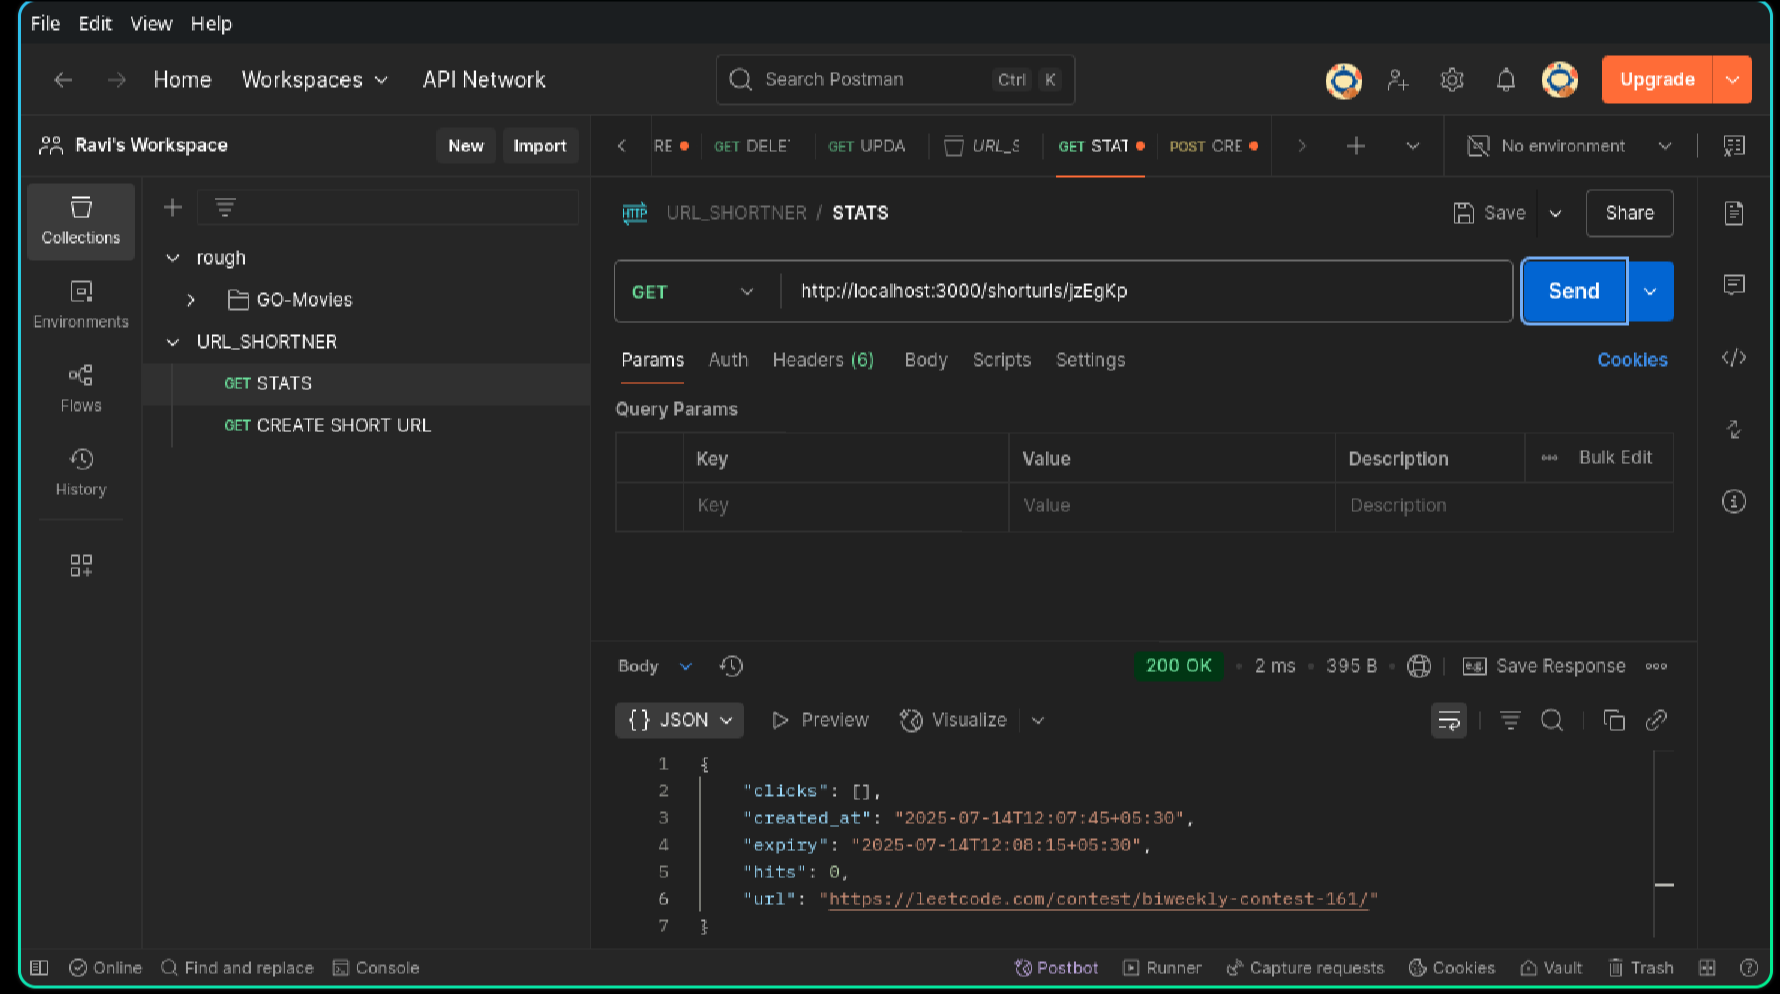 File Edit View Help
Home Workspaces API Network Search Postman Ctrl K Upgrade
Ravi's Workspace New Import RE GET DELE GET UPDA URL_S GET STAT POST CRE No environment
Collections
Environments
Flows
History
rough
GO-Movies
URL_SHORTNER
GET STATS
GET CREATE SHORT URL
HTTP URL_SHORTNER / STATS Save Share
GET http://localhost:3000/shorturls/jzEgKp Send
Params Auth Headers (6) Body Scripts Settings Cookies
Query Params
Key Value Description Bulk Edit
Key Value Description
Body 200 OK 2 ms 395 B e.g. Save Response
{} JSON Preview Visualize
1 {
2 "clicks": [],
3 "created_at": "2025-07-14T12:07:45+05:30",
4 "expiry": "2025-07-14T12:08:15+05:30",
5 "hits": 0,
6 "url": "https://leetcode.com/contest/biweekly-contest-161/"
7 }
Online Find and replace Console Postbot Runner Capture requests Cookies Vault Trash